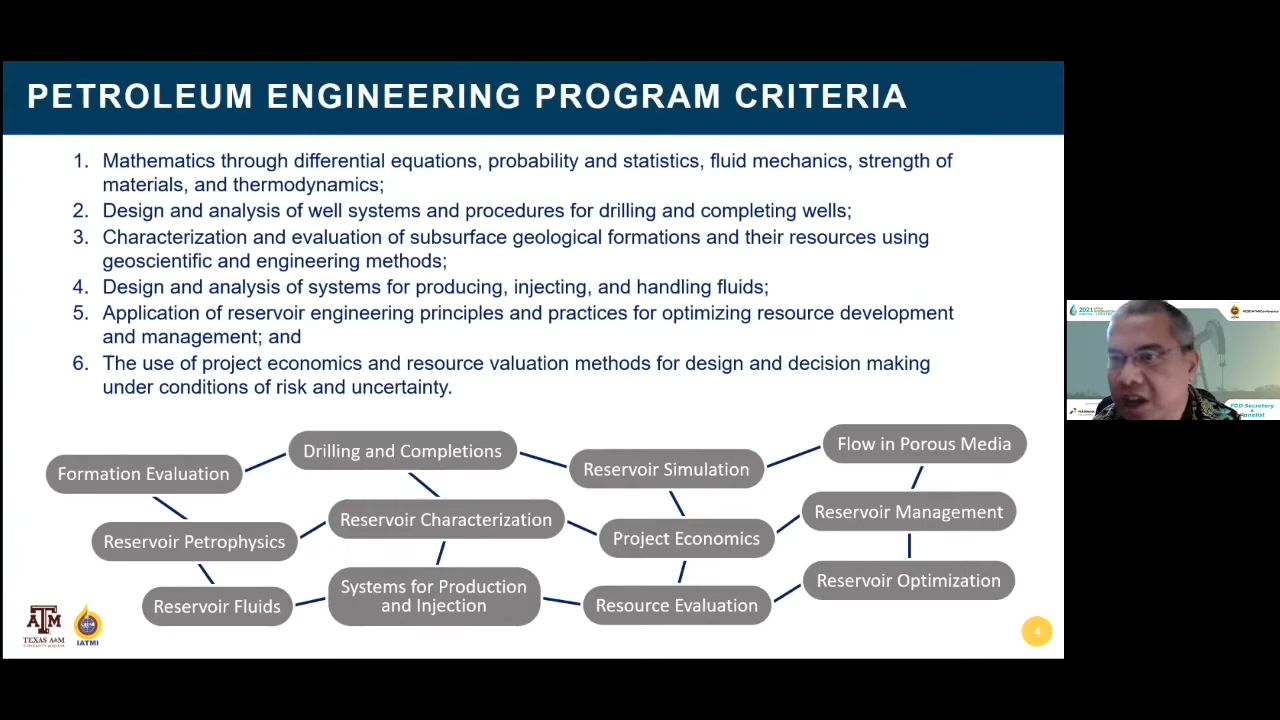 PETROLEUM ENGINEERING PROGRAM CRITERIA
1. Mathematics through differential equations, probability and statistics, fluid mechanics, strength of
materials, and thermodynamics;
2. Design and analysis of well systems and procedures for drilling and completing wells;
3. Characterization and evaluation of subsurface geological formations and their resources using
geoscientific and engineering methods;
4. Design and analysis of systems for producing, injecting, and handling fluids;
5. Application of reservoir engineering principles and practices for optimizing resource development
and management; and
6. The use of project economics and resource valuation methods for design and decision making
under conditions of risk and uncertainty.
Formation Evaluation
Drilling and Completions
Reservoir Simulation
Flow in Porous Media
Reservoir Petrophysics
Reservoir Characterization
Project Economics
Reservoir Management
Reservoir Fluids
Systems for Production
and Injection
Resource Evaluation
Reservoir Optimization
ATM
TEXAS A&M
IATMI
4
2021
FGD Secretary
&